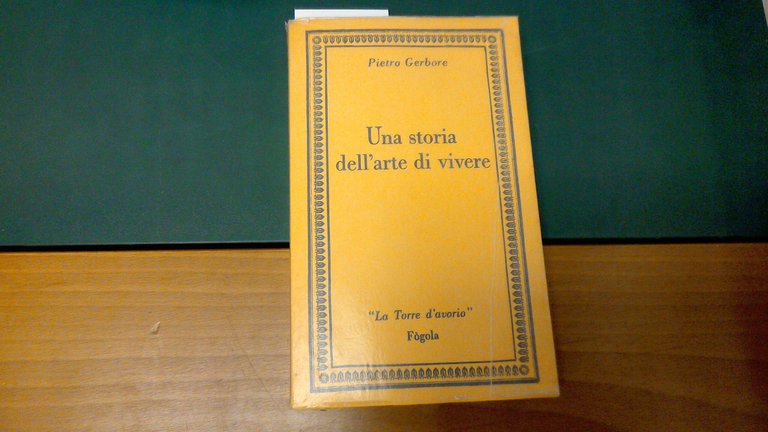 Pietro Gerbore
Una storia
dell'arte di vivere
"La Torre d'avorio"
Fògola